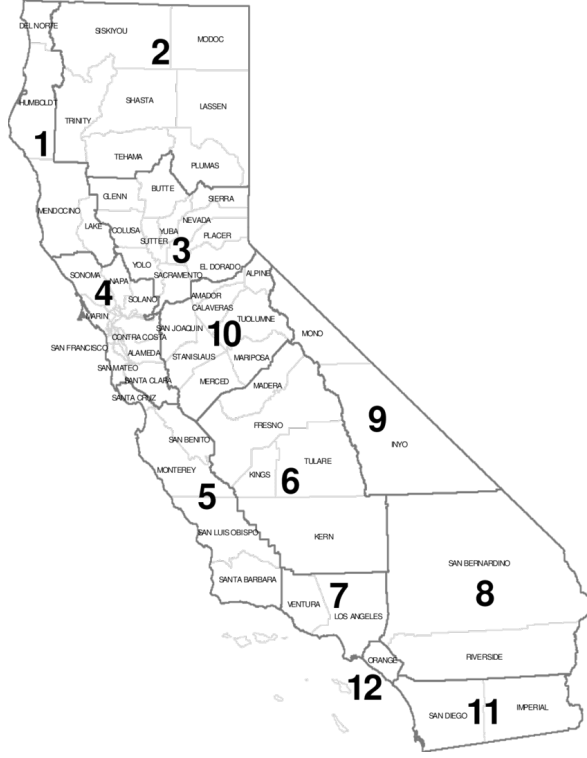 DEL NORTE
SISKIYOU
MODOC
2
HUMBOLDT
TRINITY
SHASTA
LASSEN
1
TEHAMA
PLUMAS
BUTTE
GLENN
SIERRA
MENDOCINO
LAKE
COLUSA
YUBA
NEVADA
SUTTER
PLACER
3
YOLO
EL DORADO
SONOMA
NAPA
SACRAMENTO
ALPINE
4
SOLANO
AMADOR
MARIN
CALAVERAS
TUOLUMNE
SAN JOAQUIN
10
MONO
CONTRA COSTA
SAN FRANCISCO
ALAMEDA
STANISLAUS
MARIPOSA
SAN MATEO
SANTA CLARA
MERCED
MADERA
SANTA CRUZ
9
FRESNO
SAN BENITO
INYO
MONTEREY
KINGS
TULARE
6
5
SAN LUIS OBISPO
KERN
SAN BERNARDINO
SANTA BARBARA
7
8
VENTURA
LOS ANGELES
ORANGE
RIVERSIDE
12
SAN DIEGO
11
IMPERIAL